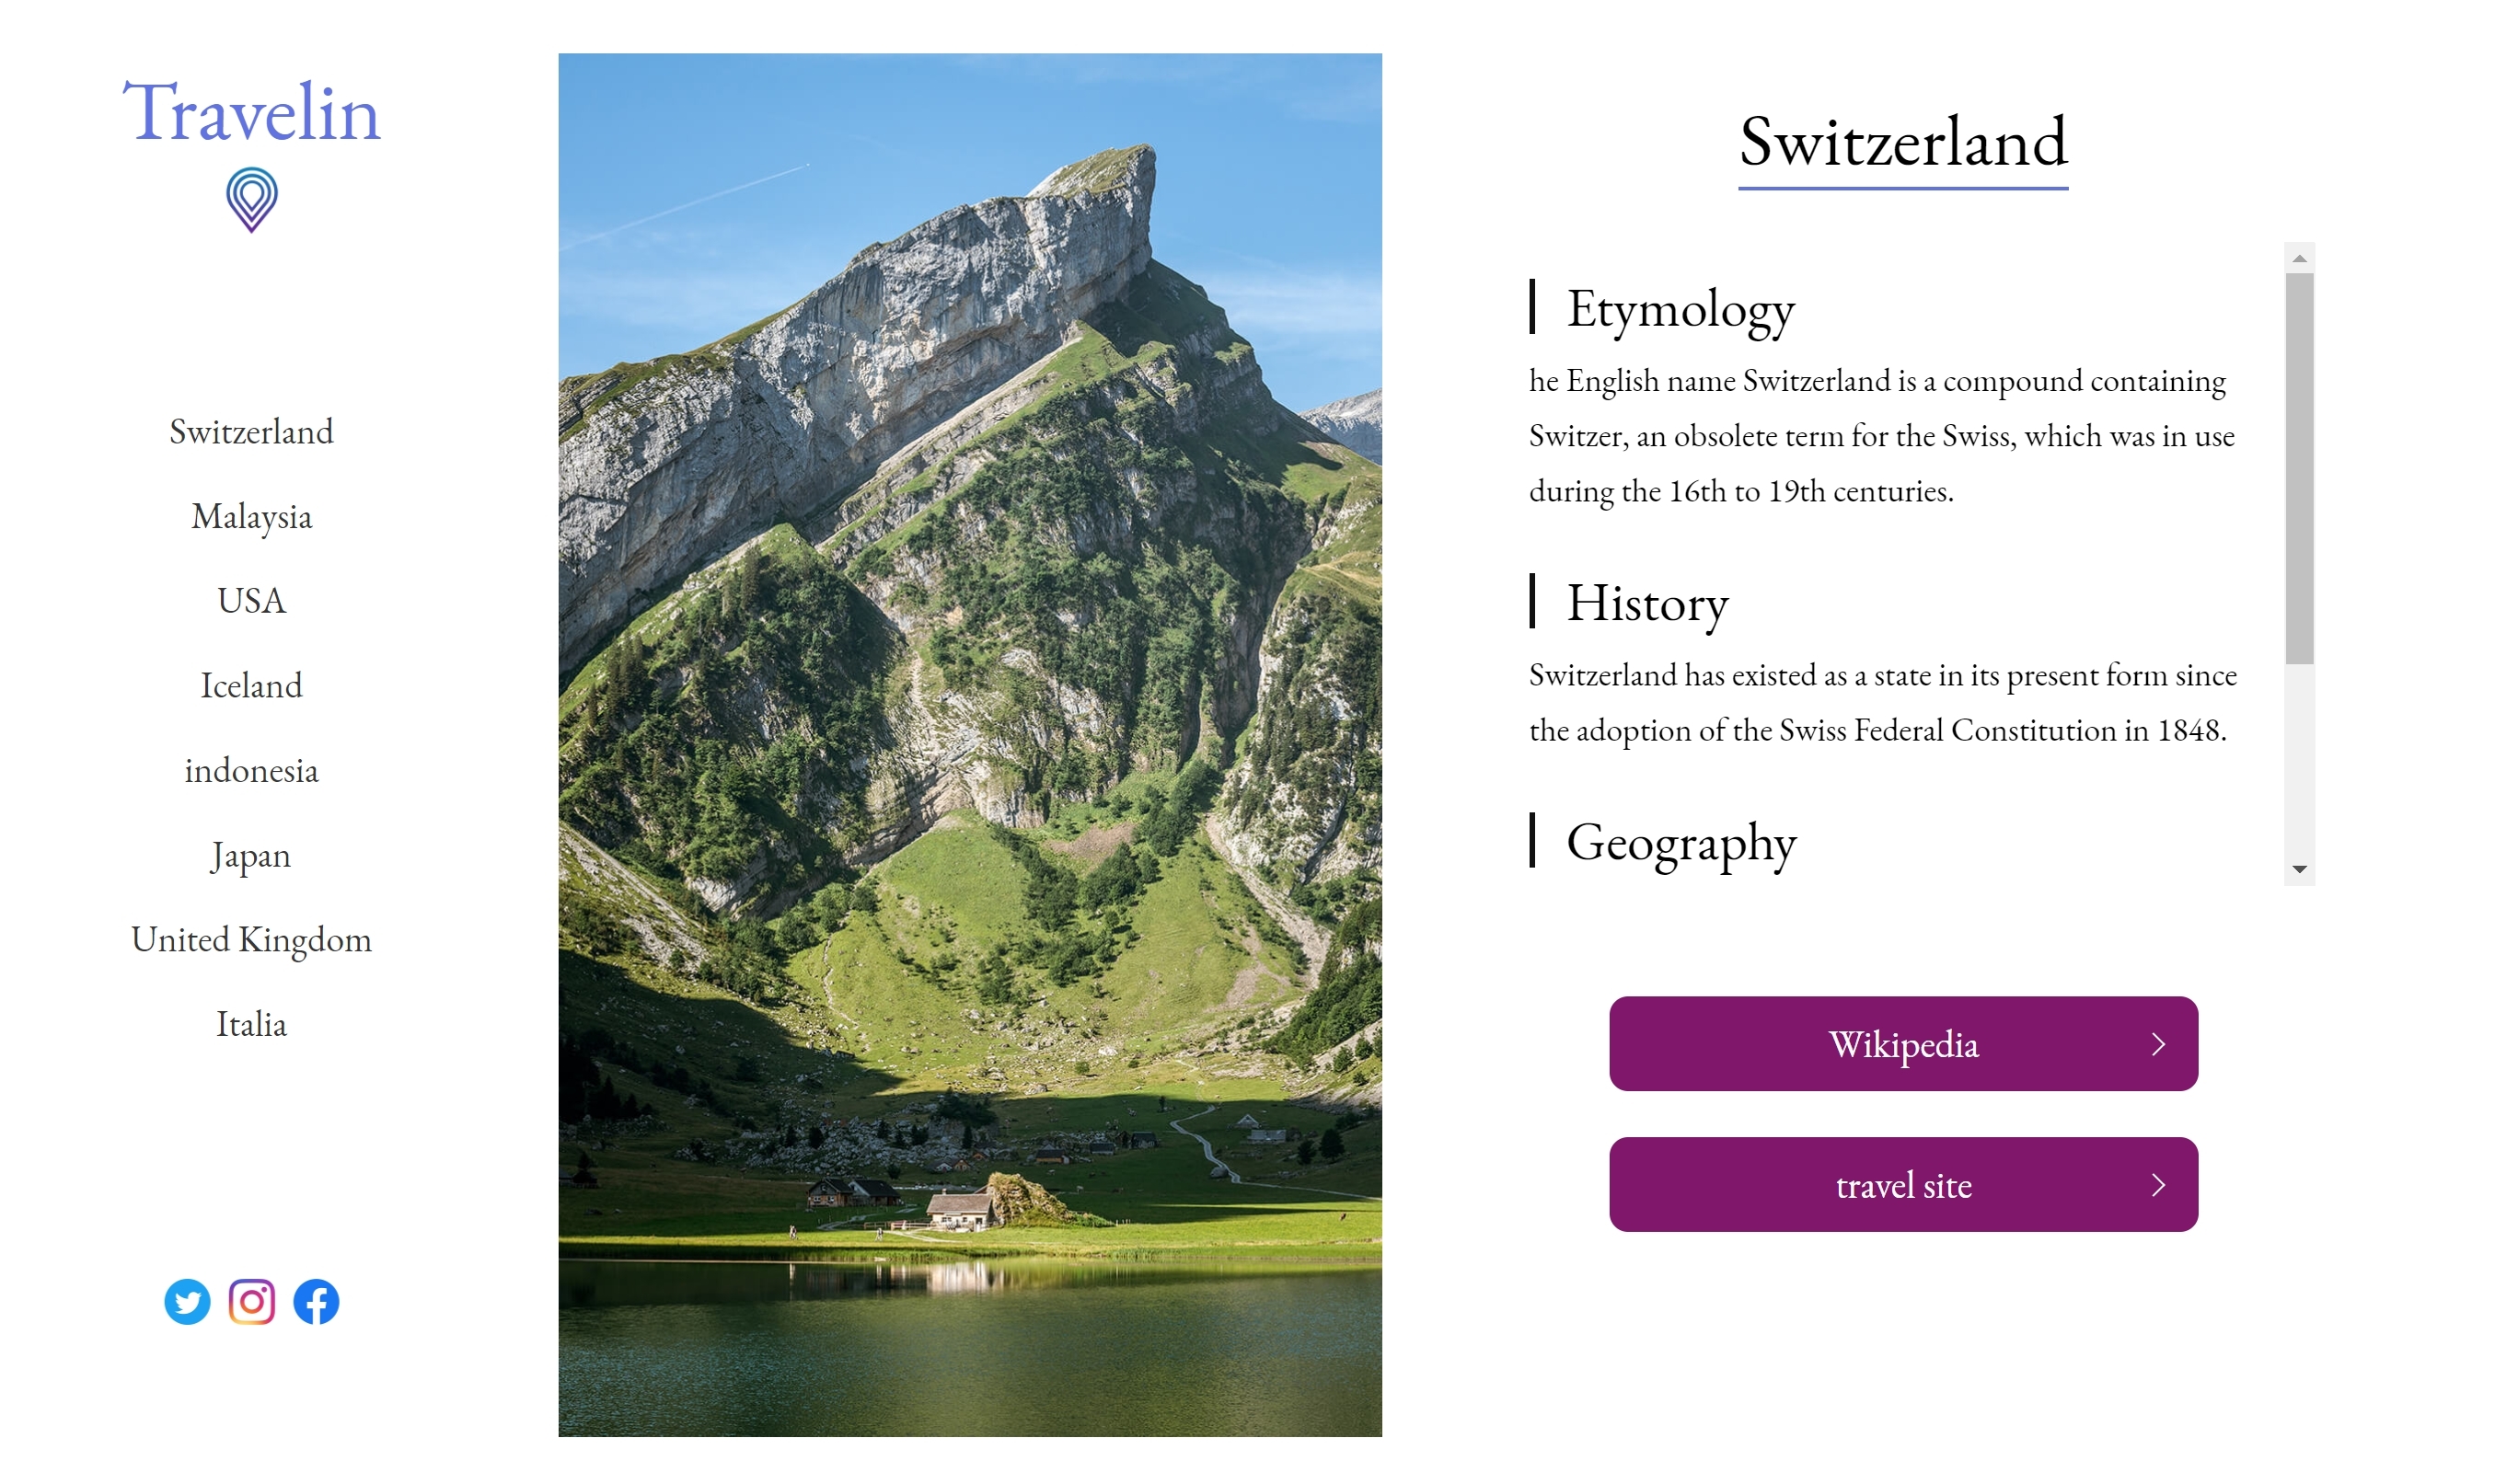 Travelin
Switzerland
Malaysia
USA
Iceland
indonesia
Japan
United Kingdom
Italia
Switzerland
Etymology
he English name Switzerland is a compound containing
Switzer, an obsolete term for the Swiss, which was in use
during the 16th to 19th centuries.
History
Switzerland has existed as a state in its present form since
the adoption of the Swiss Federal Constitution in 1848.
Geography
Wikipedia
travel site